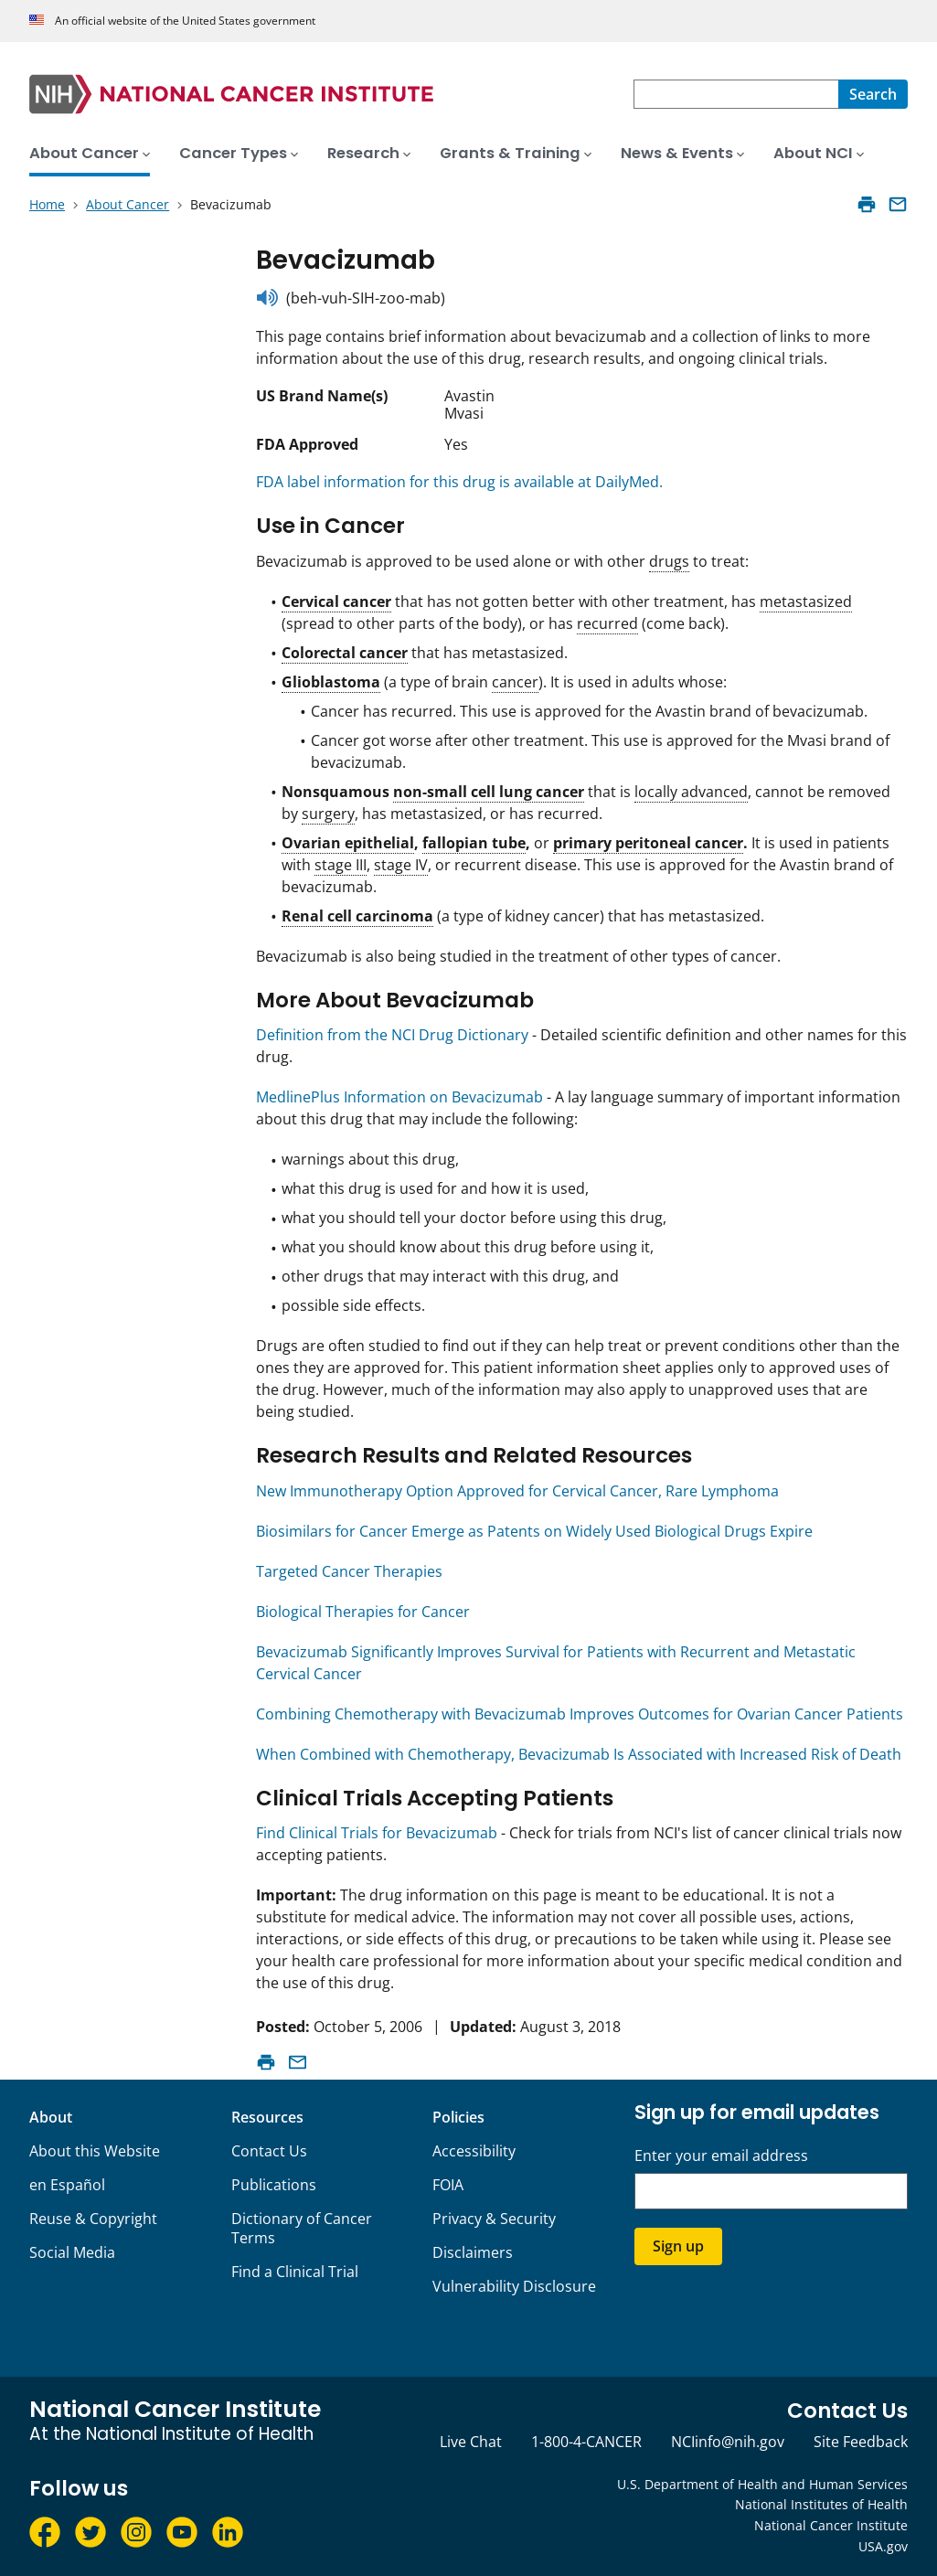 An official website of the United States government
NIH NATIONAL CANCER INSTITUTE
Search
About Cancer Cancer Types Research Grants & Training News & Events About NCI
Home About Cancer Bevacizumab
Bevacizumab
(beh-vuh-SIH-zoo-mab)
This page contains brief information about bevacizumab and a collection of links to more
information about the use of this drug, research results, and ongoing clinical trials.
US Brand Name(s) Avastin
Mvasi
FDA Approved Yes
FDA label information for this drug is available at DailyMed.
Use in Cancer
Bevacizumab is approved to be used alone or with other drugs to treat:
• Cervical cancer that has not gotten better with other treatment, has metastasized
(spread to other parts of the body), or has recurred (come back).
• Colorectal cancer that has metastasized.
• Glioblastoma (a type of brain cancer). It is used in adults whose:
• Cancer has recurred. This use is approved for the Avastin brand of bevacizumab.
• Cancer got worse after other treatment. This use is approved for the Mvasi brand of
bevacizumab.
• Nonsquamous non-small cell lung cancer that is locally advanced, cannot be removed
by surgery, has metastasized, or has recurred.
• Ovarian epithelial, fallopian tube, or primary peritoneal cancer. It is used in patients
with stage III, stage IV, or recurrent disease. This use is approved for the Avastin brand of
bevacizumab.
• Renal cell carcinoma (a type of kidney cancer) that has metastasized.
Bevacizumab is also being studied in the treatment of other types of cancer.
More About Bevacizumab
Definition from the NCI Drug Dictionary - Detailed scientific definition and other names for this
drug.
MedlinePlus Information on Bevacizumab - A lay language summary of important information
about this drug that may include the following:
• warnings about this drug,
• what this drug is used for and how it is used,
• what you should tell your doctor before using this drug,
• what you should know about this drug before using it,
• other drugs that may interact with this drug, and
• possible side effects.
Drugs are often studied to find out if they can help treat or prevent conditions other than the
ones they are approved for. This patient information sheet applies only to approved uses of
the drug. However, much of the information may also apply to unapproved uses that are
being studied.
Research Results and Related Resources
New Immunotherapy Option Approved for Cervical Cancer, Rare Lymphoma
Biosimilars for Cancer Emerge as Patents on Widely Used Biological Drugs Expire
Targeted Cancer Therapies
Biological Therapies for Cancer
Bevacizumab Significantly Improves Survival for Patients with Recurrent and Metastatic
Cervical Cancer
Combining Chemotherapy with Bevacizumab Improves Outcomes for Ovarian Cancer Patients
When Combined with Chemotherapy, Bevacizumab Is Associated with Increased Risk of Death
Clinical Trials Accepting Patients
Find Clinical Trials for Bevacizumab - Check for trials from NCI's list of cancer clinical trials now
accepting patients.
Important: The drug information on this page is meant to be educational. It is not a
substitute for medical advice. The information may not cover all possible uses, actions,
interactions, or side effects of this drug, or precautions to be taken while using it. Please see
your health care professional for more information about your specific medical condition and
the use of this drug.
Posted: October 5, 2006 | Updated: August 3, 2018
About
About this Website
en Español
Reuse & Copyright
Social Media
Resources
Contact Us
Publications
Dictionary of Cancer
Terms
Find a Clinical Trial
Policies
Accessibility
FOIA
Privacy & Security
Disclaimers
Vulnerability Disclosure
Sign up for email updates
Enter your email address
Sign up
National Cancer Institute
At the National Institute of Health
Contact Us
Live Chat 1-800-4-CANCER NCIinfo@nih.gov Site Feedback
Follow us
U.S. Department of Health and Human Services
National Institutes of Health
National Cancer Institute
USA.gov